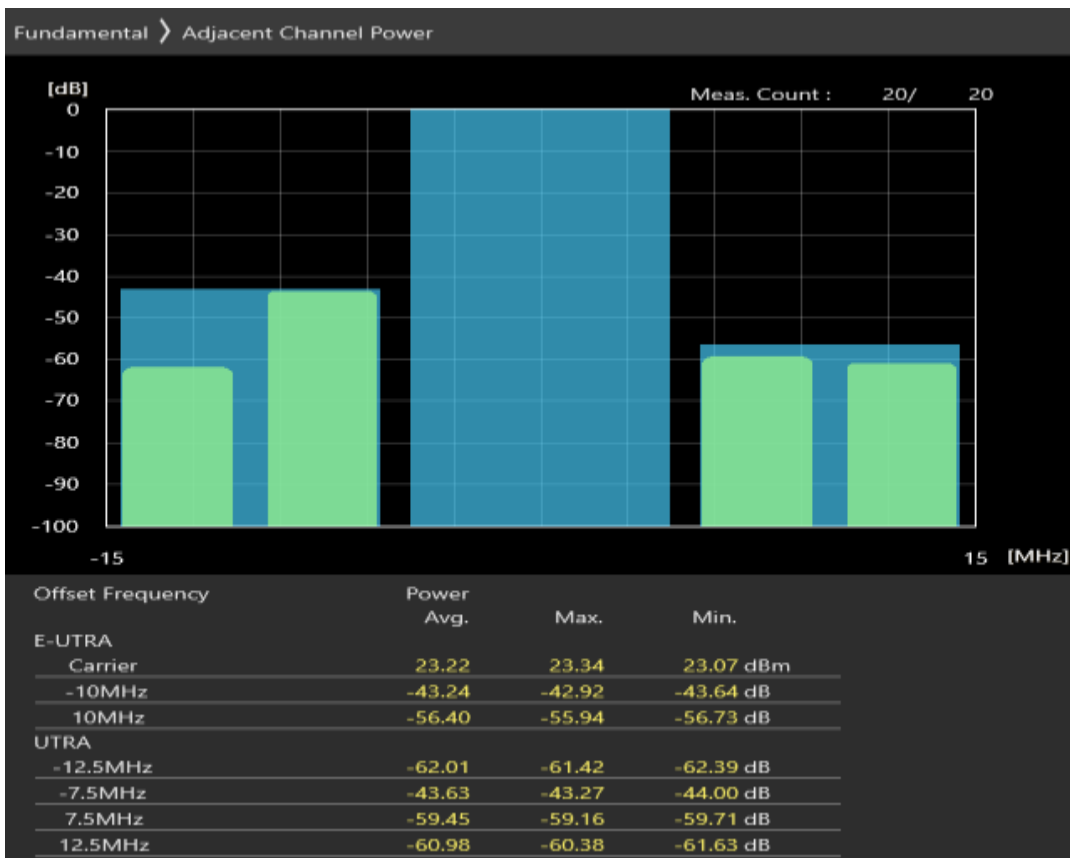 Fundamental ❯ Adjacent Channel Power
[dB]
Meas. Count : 20/ 20
0
-10
-20
-30
-40
-50
-60
-70
-80
-90
-100
-15 15 [MHz]
Offset Frequency Power
Avg. Max. Min.
E-UTRA
Carrier 23.22 23.34 23.07 dBm
-10MHz -43.24 -42.92 -43.64 dB
10MHz -56.40 -55.94 -56.73 dB
UTRA
-12.5MHz -62.01 -61.42 -62.39 dB
-7.5MHz -43.63 -43.27 -44.00 dB
7.5MHz -59.45 -59.16 -59.71 dB
12.5MHz -60.98 -60.38 -61.63 dB